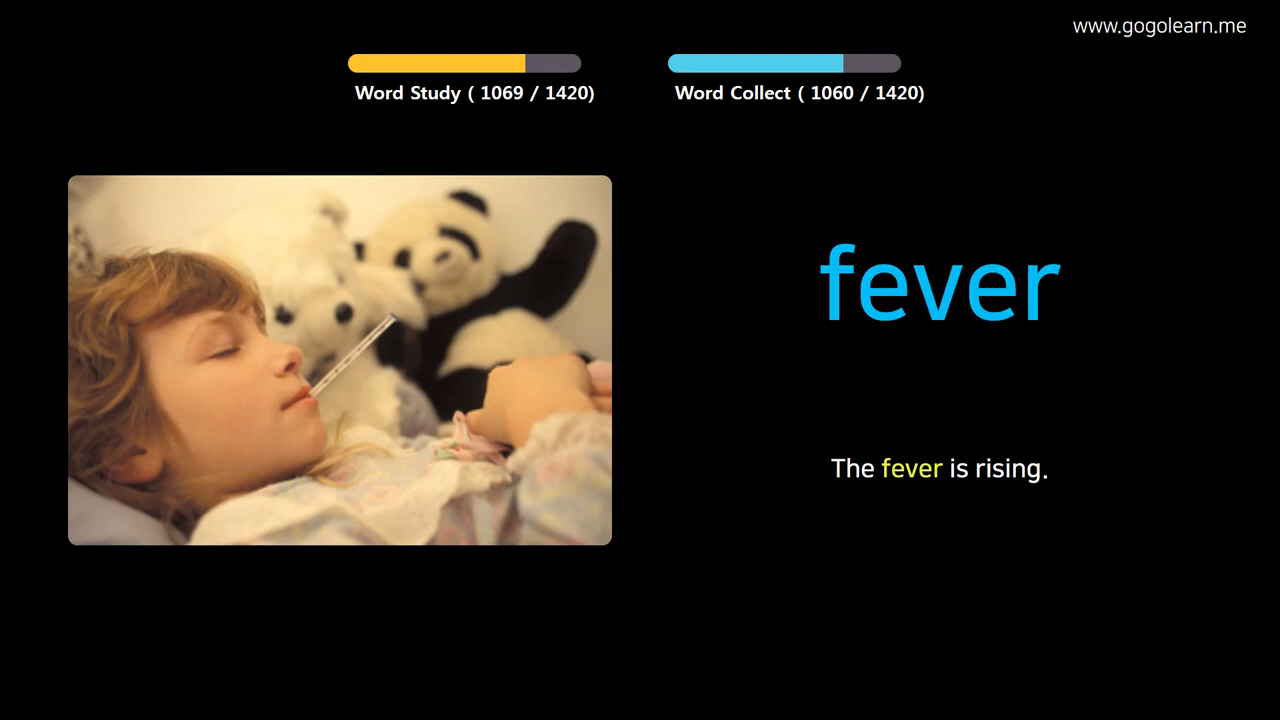 www.gogolearn.me
Word Study ( 1069 / 1420)
Word Collect ( 1060 / 1420)
fever
The fever is rising.